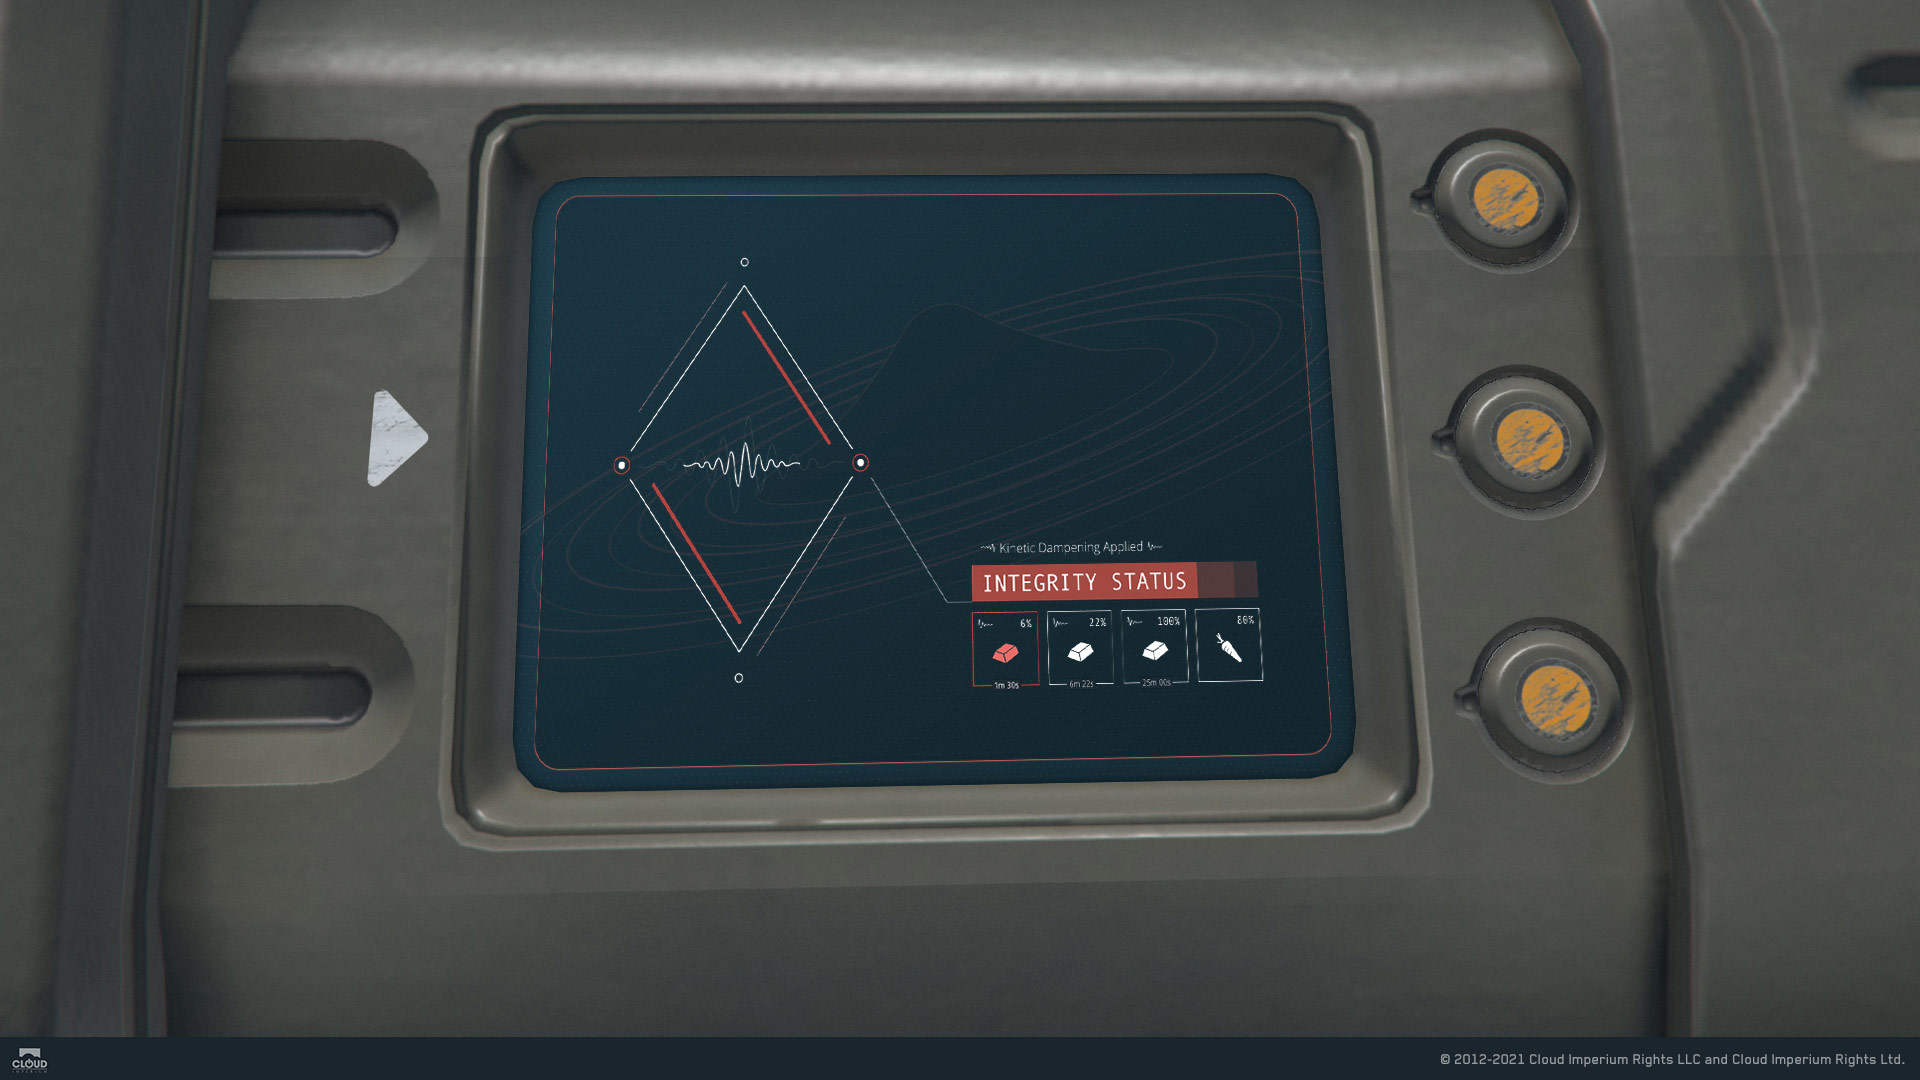 Kinetic Dampening Applied
INTEGRITY STATUS
6% 22% 100% 80%
1m 30s 6m 22s 25m 00s
CLOUD
IMPERIUM
© 2012-2021 Cloud Imperium Rights LLC and Cloud Imperium Rights Ltd.